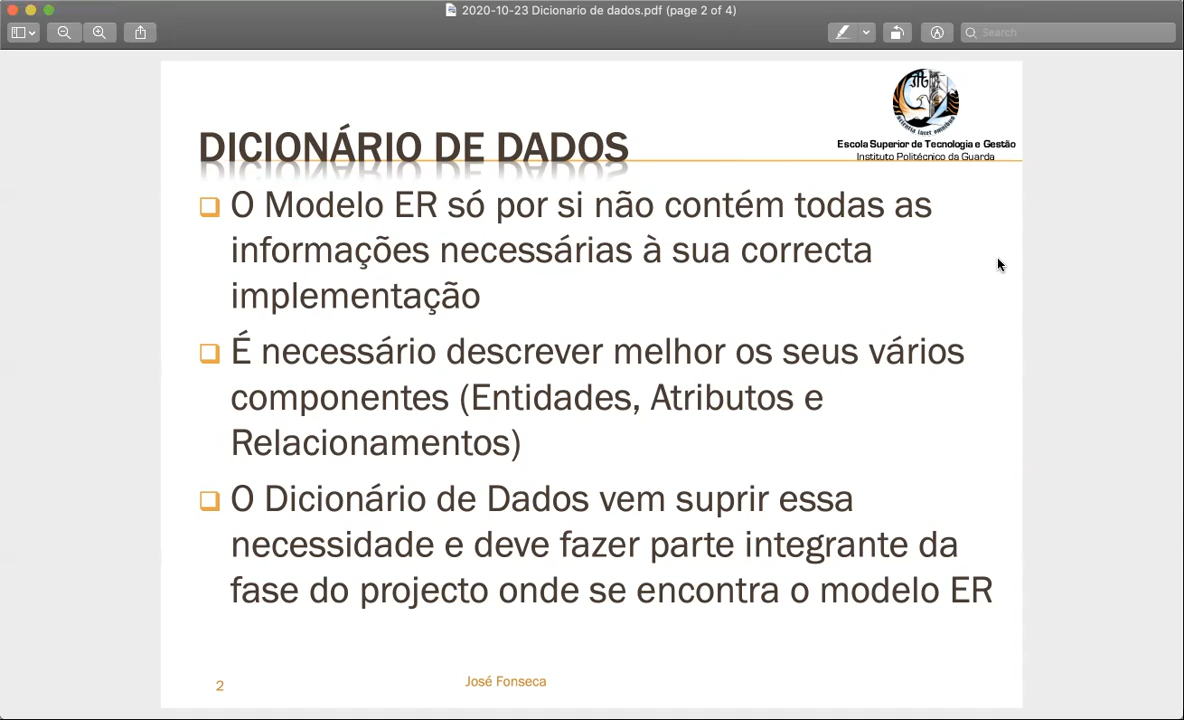 2020-10-23 Dicionario de dados.pdf (page 2 of 4)
Search
Escola Superior de Tecnologia e Gestão
Instituto Politécnico da Guarda
DICIONÁRIO DE DADOS
O Modelo ER só por si não contém todas as
informações necessárias à sua correcta
implementação
É necessário descrever melhor os seus vários
componentes (Entidades, Atributos e
Relacionamentos)
O Dicionário de Dados vem suprir essa
necessidade e deve fazer parte integrante da
fase do projecto onde se encontra o modelo ER
2
José Fonseca